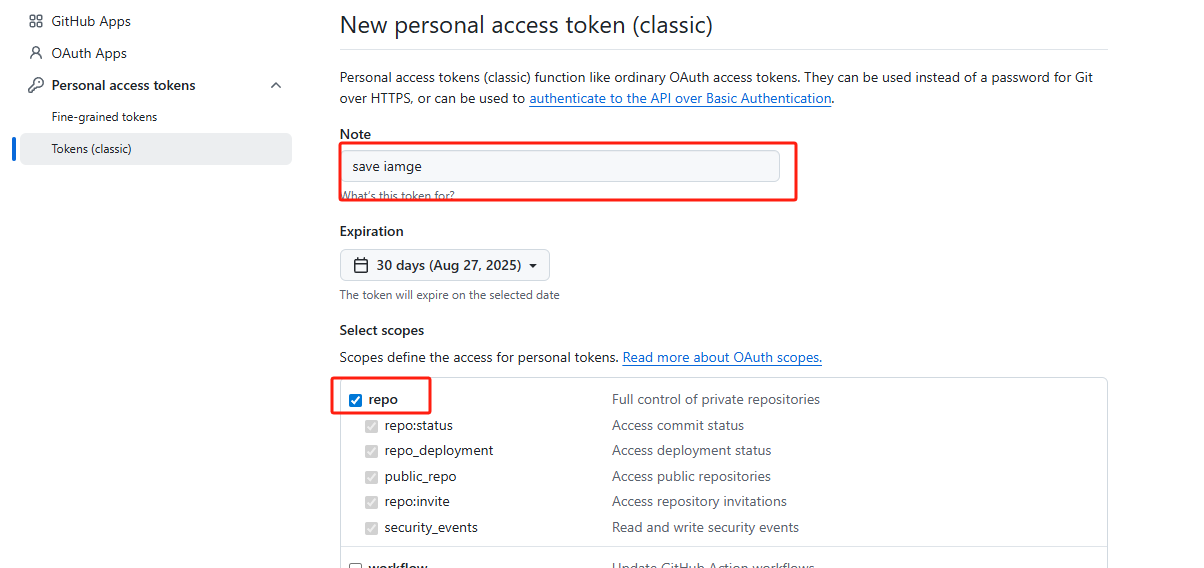 GitHub Apps
OAuth Apps
Personal access tokens
Fine-grained tokens
Tokens (classic)
New personal access token (classic)
Personal access tokens (classic) function like ordinary OAuth access tokens. They can be used instead of a password for Git
over HTTPS, or can be used to authenticate to the API over Basic Authentication.
Note
save iamge
What's this token for?
Expiration
30 days (Aug 27, 2025)
The token will expire on the selected date
Select scopes
Scopes define the access for personal tokens. Read more about OAuth scopes.
repo Full control of private repositories
repo:status Access commit status
repo_deployment Access deployment status
public_repo Access public repositories
repo:invite Access repository invitations
security_events Read and write security events
workflow Update GitHub Action workflows